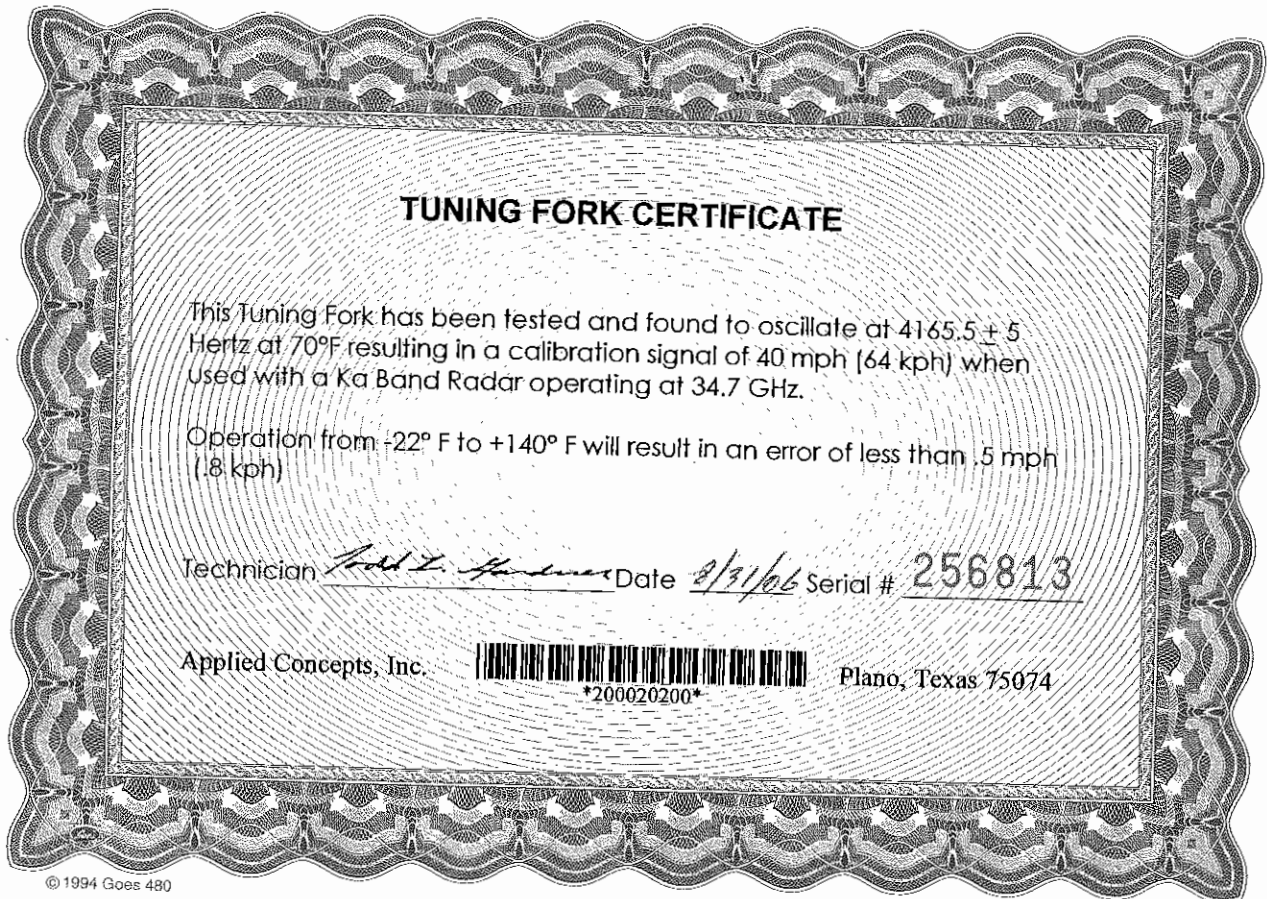 TUNING FORK CERTIFICATE
This Tuning Fork has been tested and found to oscillate at 4165.5 ± 5
Hertz at 70°F resulting in a calibration signal of 40 mph (64 kph) when
used with a Ka Band Radar operating at 34.7 GHz.
Operation from -22° F to +140° F will result in an error of less than .5 mph
(.8 kph)
Technician Todd L. Gardner Date 8/31/06 Serial # 256813
Applied Concepts, Inc. *200020200* Plano, Texas 75074
© 1994 Goes 480